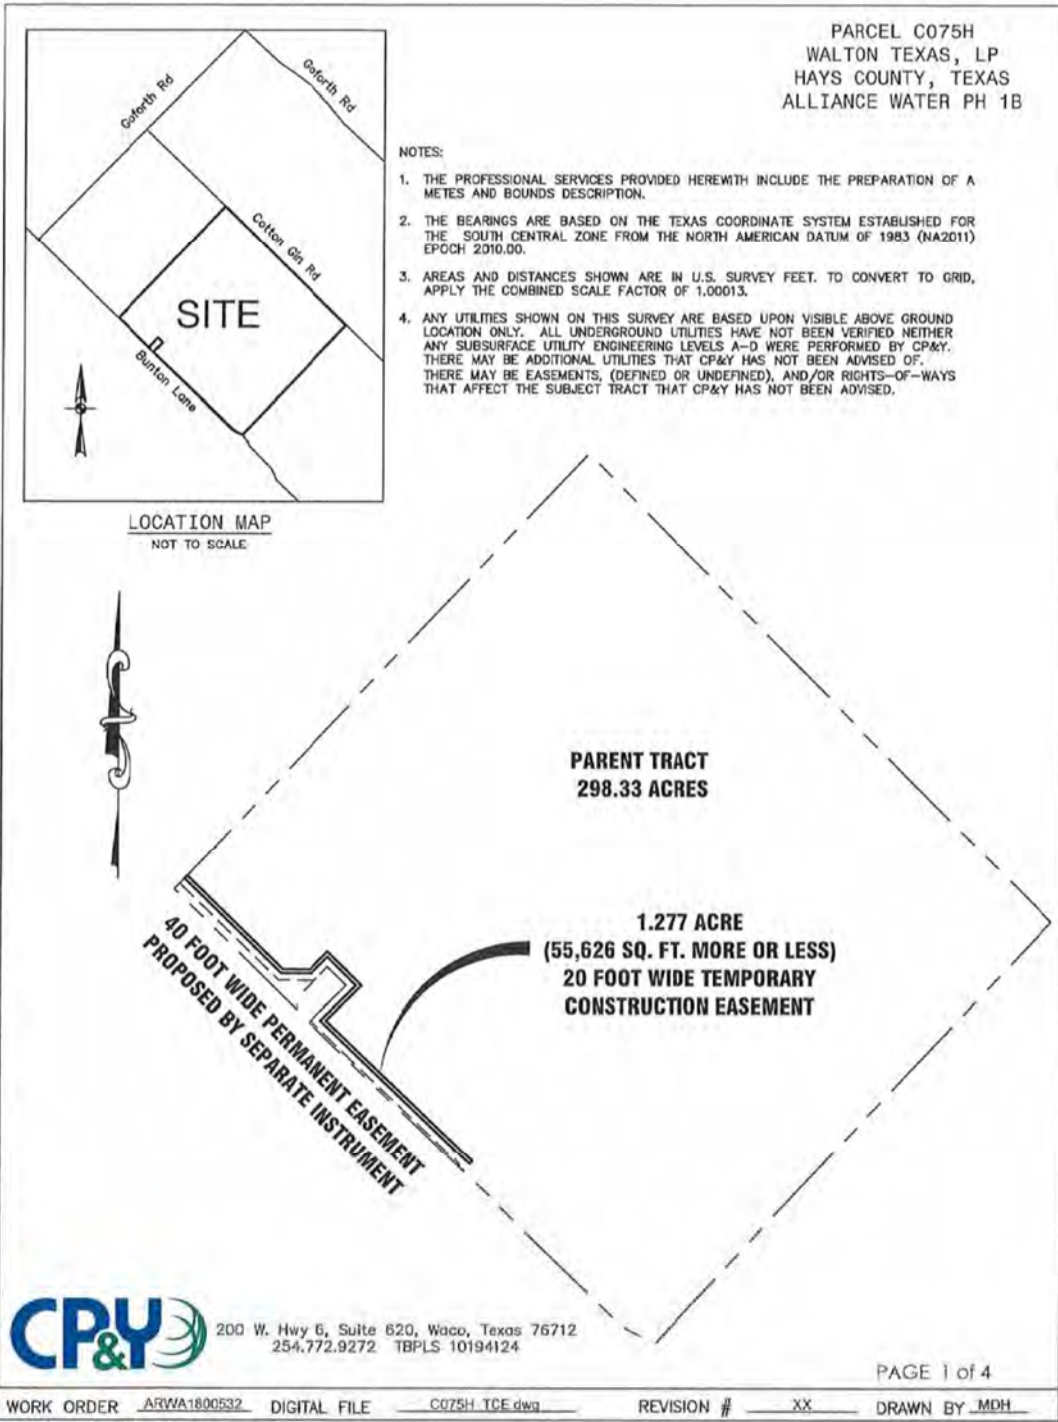 PARCEL C075H
WALTON TEXAS, LP
HAYS COUNTY, TEXAS
ALLIANCE WATER PH 1B
Goforth Rd
Goforth Rd
Cotton Gin Rd
SITE
Bunton Lane
LOCATION MAP
NOT TO SCALE
NOTES:
1. THE PROFESSIONAL SERVICES PROVIDED HEREWITH INCLUDE THE PREPARATION OF A
METES AND BOUNDS DESCRIPTION.
2. THE BEARINGS ARE BASED ON THE TEXAS COORDINATE SYSTEM ESTABLISHED FOR
THE SOUTH CENTRAL ZONE FROM THE NORTH AMERICAN DATUM OF 1983 (NA2011)
EPOCH 2010.00.
3. AREAS AND DISTANCES SHOWN ARE IN U.S. SURVEY FEET. TO CONVERT TO GRID,
APPLY THE COMBINED SCALE FACTOR OF 1.00013.
4. ANY UTILITIES SHOWN ON THIS SURVEY ARE BASED UPON VISIBLE ABOVE GROUND
LOCATION ONLY. ALL UNDERGROUND UTILITIES HAVE NOT BEEN VERIFIED NEITHER
ANY SUBSURFACE UTILITY ENGINEERING LEVELS A-D WERE PERFORMED BY CP&Y.
THERE MAY BE ADDITIONAL UTILITIES THAT CP&Y HAS NOT BEEN ADVISED OF.
THERE MAY BE EASEMENTS, (DEFINED OR UNDEFINED), AND/OR RIGHTS-OF-WAYS
THAT AFFECT THE SUBJECT TRACT THAT CP&Y HAS NOT BEEN ADVISED.
PARENT TRACT
298.33 ACRES
1.277 ACRE
(55,626 SQ. FT. MORE OR LESS)
20 FOOT WIDE TEMPORARY
CONSTRUCTION EASEMENT
40 FOOT WIDE PERMANENT EASEMENT
PROPOSED BY SEPARATE INSTRUMENT
CP&Y
200 W. Hwy 6, Suite 620, Waco, Texas 76712
254.772.9272 TBPLS 10194124
PAGE 1 of 4
WORK ORDER ARWA1800532 DIGITAL FILE C075H TCE.dwg REVISION # XX DRAWN BY MDH